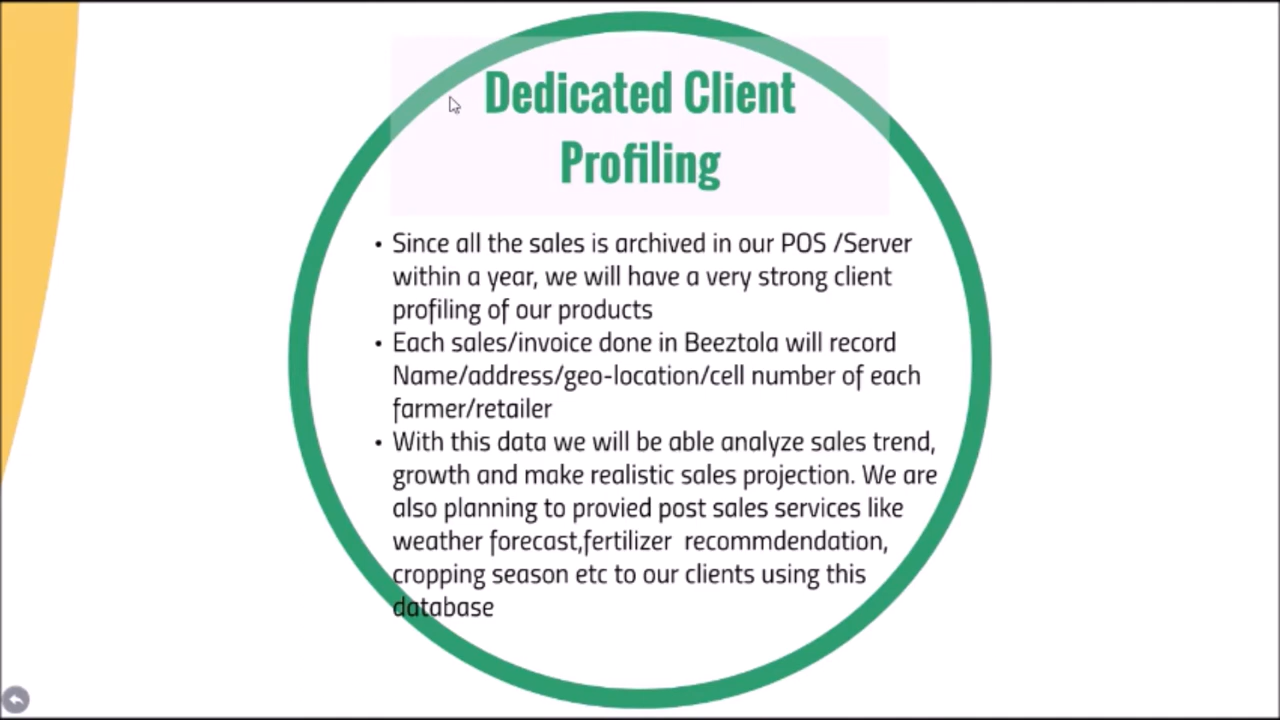 Dedicated Client
Profiling
• Since all the sales is archived in our POS /Server
within a year, we will have a very strong client
profiling of our products
• Each sales/invoice done in Beeztola will record
Name/address/geo-location/cell number of each
farmer/retailer
• With this data we will be able analyze sales trend,
growth and make realistic sales projection. We are
also planning to provied post sales services like
weather forecast,fertilizer  recommdendation,
cropping season etc to our clients using this
database